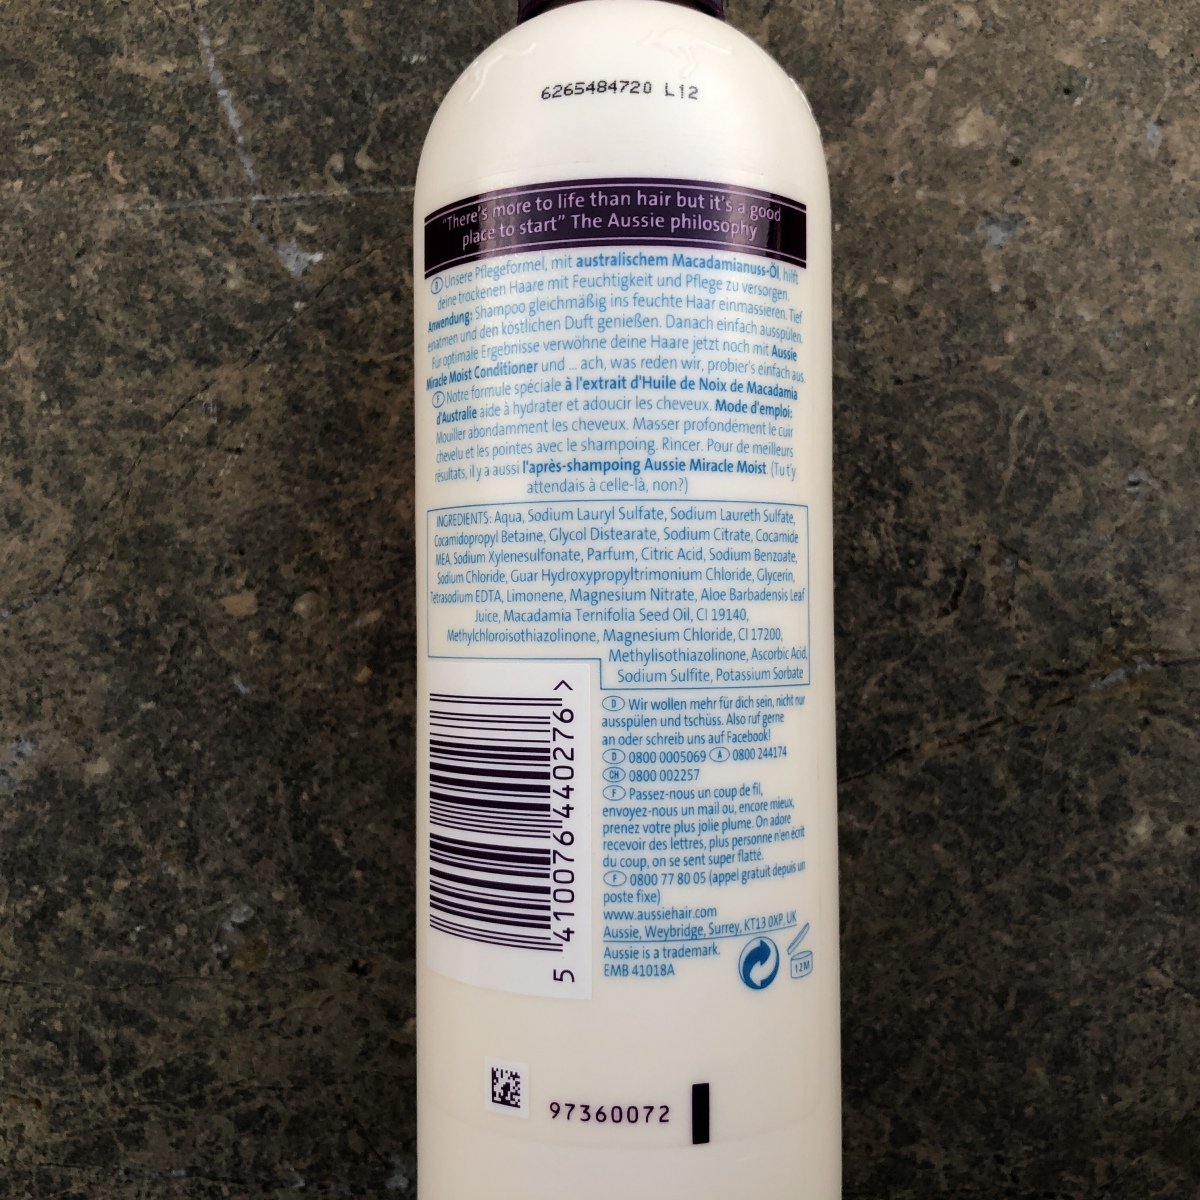 6265484720 L12
"There's more to life than hair but it's a good
place to start" The Aussie philosophy
D Unsere Pflegeformel, mit australischem Macadamianuss-Öl, hilft
deine trockenen Haare mit Feuchtigkeit und Pflege zu versorgen.
Anwendung: Shampoo gleichmäßig ins feuchte Haar einmassieren. Tief
einatmen und den köstlichen Duft genießen. Danach einfach ausspülen.
Für optimale Ergebnisse verwöhne deine Haare jetzt noch mit Aussie
Miracle Moist Conditioner und ... ach, was reden wir, probier's einfach aus.
F Notre formule spéciale à l'extrait d'Huile de Noix de Macadamia
d'Australie aide à hydrater et adoucir les cheveux. Mode d'emploi:
Mouiller abondamment les cheveux. Masser profondément le cuir
chevelu et les pointes avec le shampoing. Rincer. Pour de meilleurs
résultats, il y a aussi l'après-shampoing Aussie Miracle Moist. (Tu t'y
attendais à celle-là, non?)
INGREDIENTS: Aqua, Sodium Lauryl Sulfate, Sodium Laureth Sulfate,
Cocamidopropyl Betaine, Glycol Distearate, Sodium Citrate, Cocamide
MEA, Sodium Xylenesulfonate, Parfum, Citric Acid, Sodium Benzoate,
Sodium Chloride, Guar Hydroxypropyltrimonium Chloride, Glycerin,
Tetrasodium EDTA, Limonene, Magnesium Nitrate, Aloe Barbadensis Leaf
Juice, Macadamia Ternifolia Seed Oil, CI 19140,
Methylchloroisothiazolinone, Magnesium Chloride, CI 17200,
Methylisothiazolinone, Ascorbic Acid,
Sodium Sulfite, Potassium Sorbate
5 410076 440276 >
D Wir wollen mehr für dich sein, nicht nur
ausspülen und tschüss. Also ruf gerne
an oder schreib uns auf Facebook!
D 0800 0005069 A 0800 244174
CH 0800 002257
F Passez-nous un coup de fil,
envoyez-nous un mail ou, encore mieux,
prenez votre plus jolie plume. On adore
recevoir des lettres, plus personne n'en écrit
du coup, on se sent super flatté.
F 0800 77 80 05 (appel gratuit depuis un
poste fixe)
www.aussiehair.com
Aussie, Weybridge, Surrey, KT13 0XP, UK
Aussie is a trademark.
EMB 41018A
12M
97360072